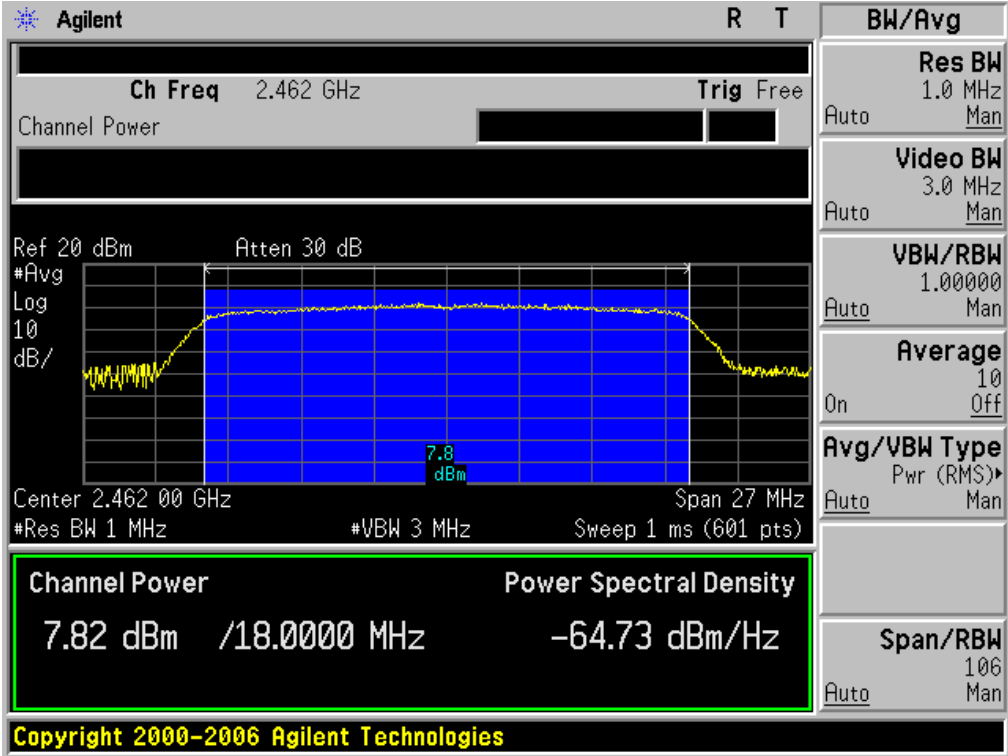 Agilent R T
Ch Freq 2.462 GHz Trig Free
Channel Power
Ref 20 dBm Atten 30 dB
#Avg
Log
10
dB/
7.8
dBm
Center 2.462 00 GHz Span 27 MHz
#Res BW 1 MHz #VBW 3 MHz Sweep 1 ms (601 pts)
Channel Power Power Spectral Density
7.82 dBm /18.0000 MHz -64.73 dBm/Hz
Copyright 2000-2006 Agilent Technologies
BW/Avg
Res BW
1.0 MHz
Auto Man
Video BW
3.0 MHz
Auto Man
VBW/RBW
1.00000
Auto Man
Average
10
On Off
Avg/VBW Type
Pwr (RMS)▸
Auto Man
Span/RBW
106
Auto Man